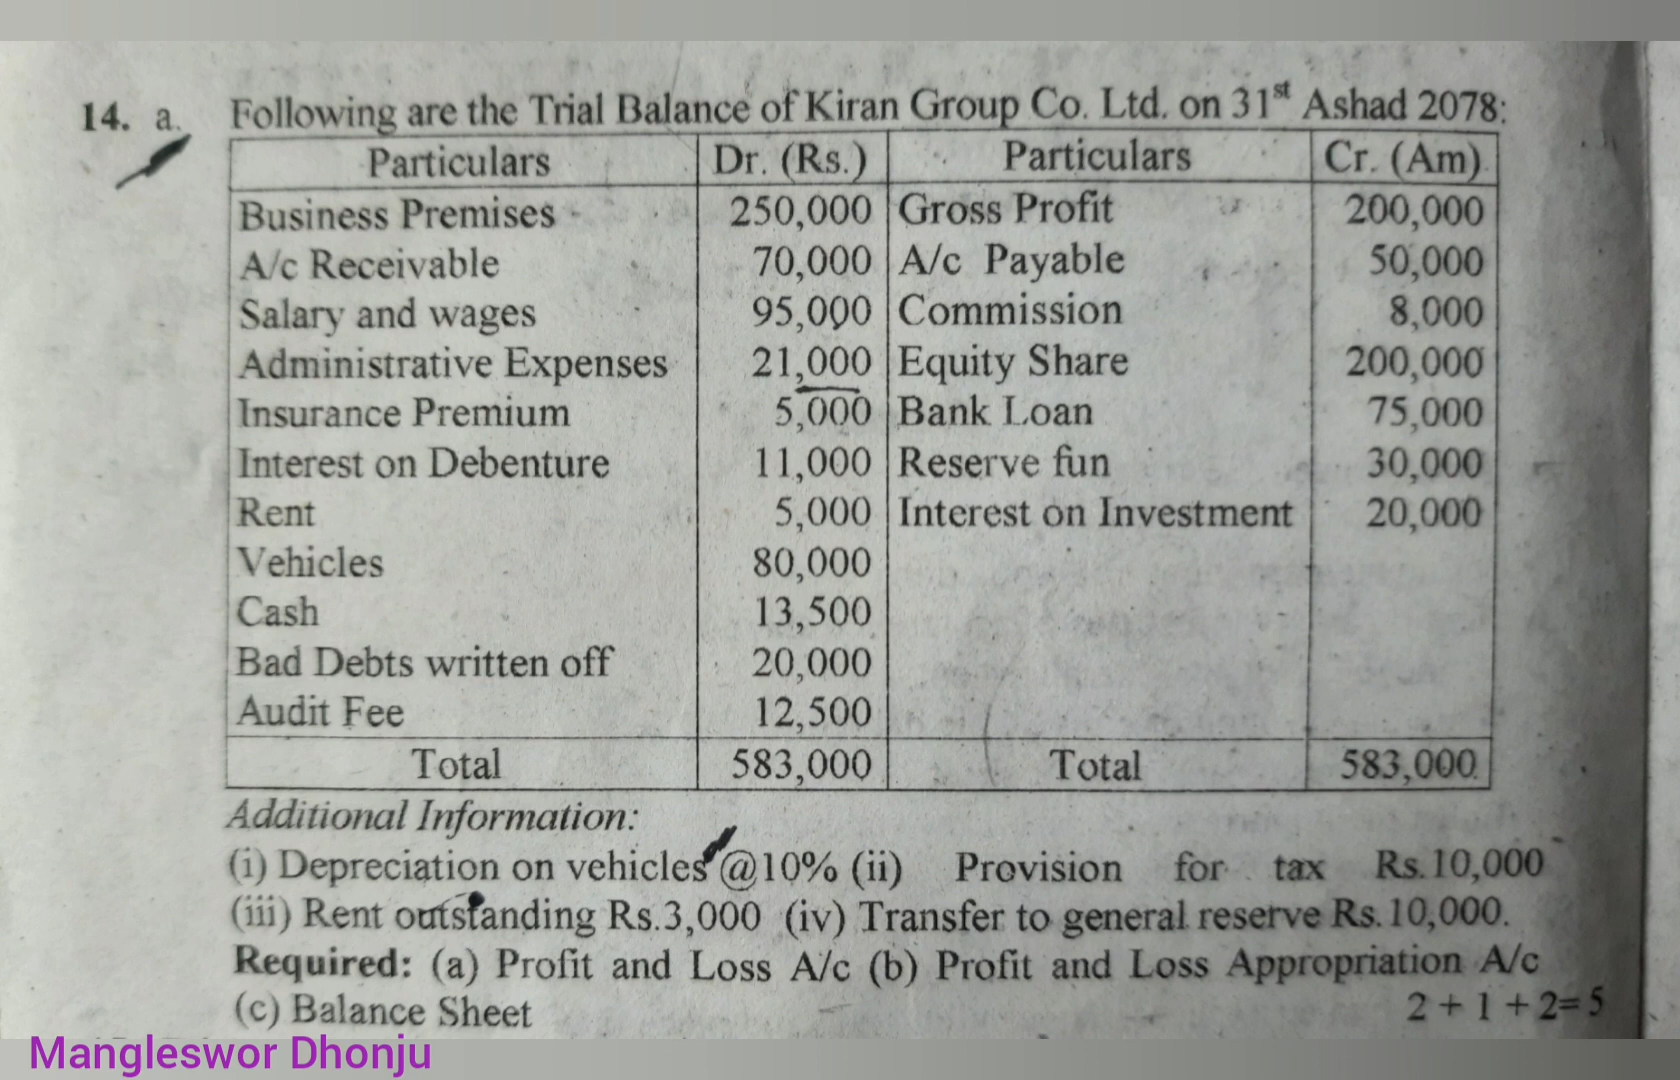 14. a. Following are the Trial Balance of Kiran Group Co. Ltd. on 31st Ashad 2078:
Particulars Dr. (Rs.) Particulars Cr. (Am)
Business Premises 250,000 Gross Profit 200,000
A/c Receivable 70,000 A/c Payable 50,000
Salary and wages 95,000 Commission 8,000
Administrative Expenses 21,000 Equity Share 200,000
Insurance Premium 5,000 Bank Loan 75,000
Interest on Debenture 11,000 Reserve fun 30,000
Rent 5,000 Interest on Investment 20,000
Vehicles 80,000
Cash 13,500
Bad Debts written off 20,000
Audit Fee 12,500
Total 583,000 Total 583,000
Additional Information:
(i) Depreciation on vehicles @10% (ii) Provision for tax Rs. 10,000
(iii) Rent outstanding Rs.3,000 (iv) Transfer to general reserve Rs. 10,000.
Required: (a) Profit and Loss A/c (b) Profit and Loss Appropriation A/c
(c) Balance Sheet 2 + 1 + 2= 5
Mangleswor Dhonju